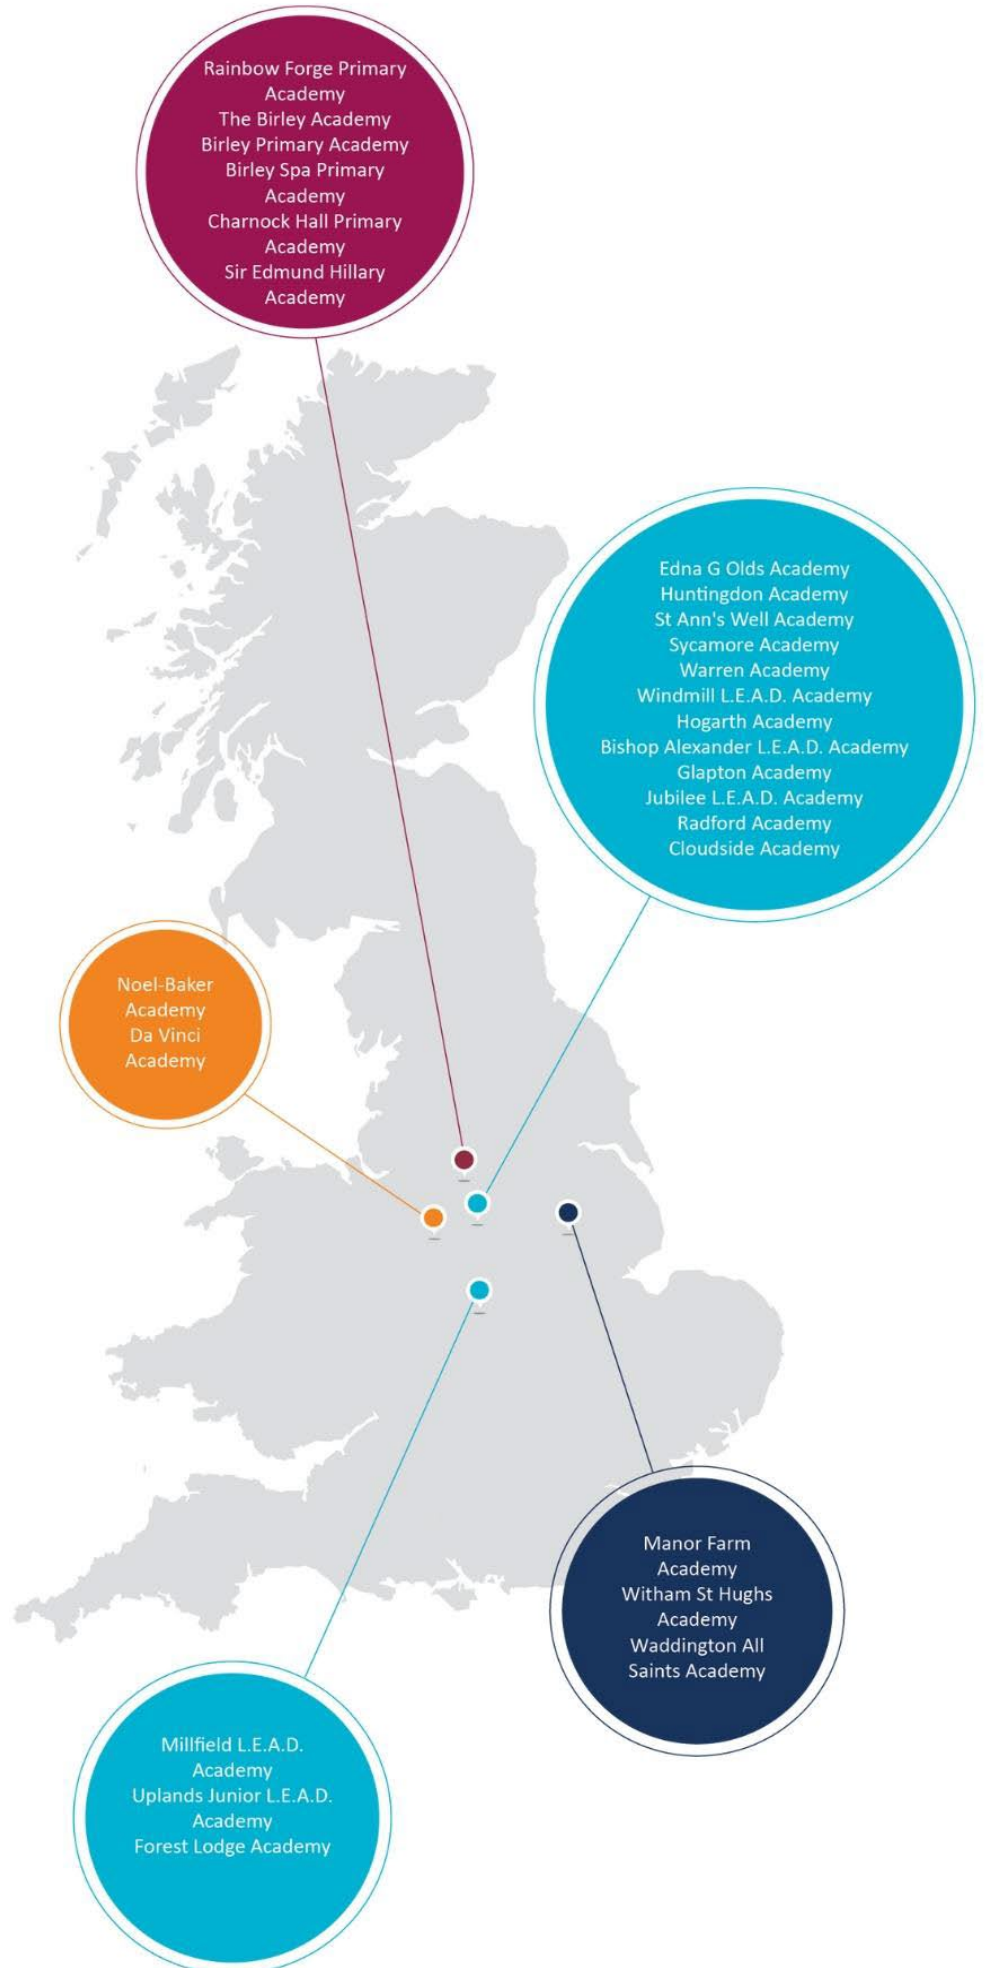 Rainbow Forge Primary
Academy
The Birley Academy
Birley Primary Academy
Birley Spa Primary
Academy
Charnock Hall Primary
Academy
Sir Edmund Hillary
Academy
Edna G Olds Academy
Huntingdon Academy
St Ann's Well Academy
Sycamore Academy
Warren Academy
Windmill L.E.A.D. Academy
Hogarth Academy
Bishop Alexander L.E.A.D. Academy
Glapton Academy
Jubilee L.E.A.D. Academy
Radford Academy
Cloudside Academy
Noel-Baker
Academy
Da Vinci
Academy
Manor Farm
Academy
Witham St Hughs
Academy
Waddington All
Saints Academy
Millfield L.E.A.D.
Academy
Uplands Junior L.E.A.D.
Academy
Forest Lodge Academy